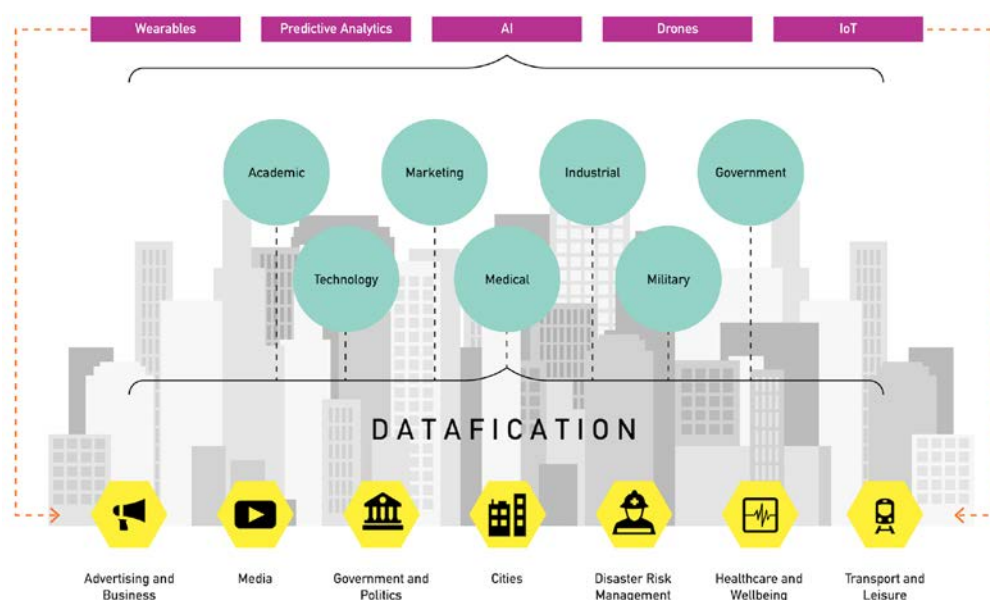 Wearables
Predictive Analytics
AI
Drones
IoT
Academic
Marketing
Industrial
Government
Technology
Medical
Military
DATAFICATION
Advertising and
Business
Media
Government and
Politics
Cities
Disaster Risk
Management
Healthcare and
Wellbeing
Transport and
Leisure